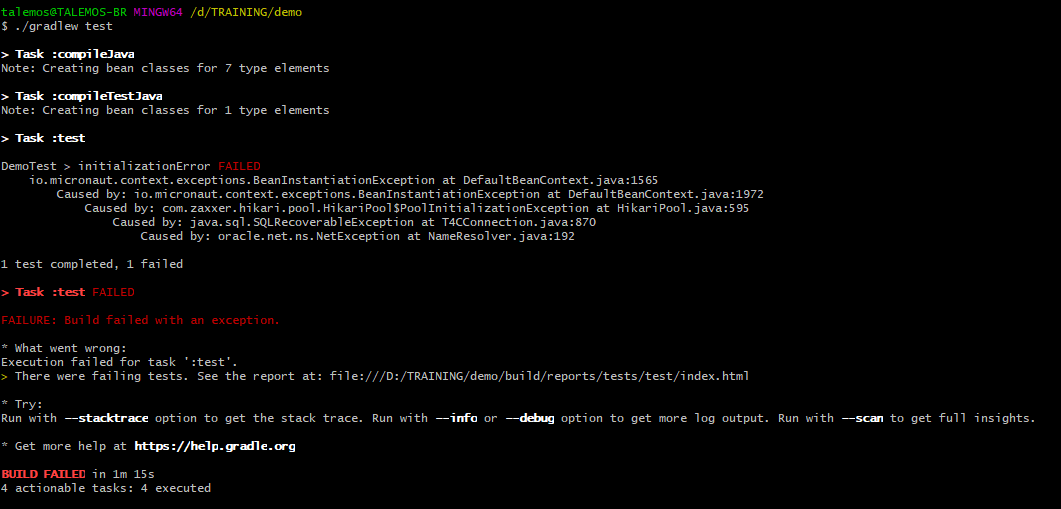 talemos@TALEMOS-BR MINGW64 /d/TRAINING/demo
$ ./gradlew test
> Task :compileJava
Note: Creating bean classes for 7 type elements
> Task :compileTestJava
Note: Creating bean classes for 1 type elements
> Task :test
DemoTest > initializationError FAILED
io.micronaut.context.exceptions.BeanInstantiationException at DefaultBeanContext.java:1565
Caused by: io.micronaut.context.exceptions.BeanInstantiationException at DefaultBeanContext.java:1972
Caused by: com.zaxxer.hikari.pool.HikariPool$PoolInitializationException at HikariPool.java:595
Caused by: java.sql.SQLRecoverableException at T4CConnection.java:870
Caused by: oracle.net.ns.NetException at NameResolver.java:192
1 test completed, 1 failed
> Task :test FAILED
FAILURE: Build failed with an exception.
* What went wrong:
Execution failed for task ':test'.
> There were failing tests. See the report at: file:///D:/TRAINING/demo/build/reports/tests/test/index.html
* Try:
Run with --stacktrace option to get the stack trace. Run with --info or --debug option to get more log output. Run with --scan to get full insights.
* Get more help at https://help.gradle.org
BUILD FAILED in 1m 15s
4 actionable tasks: 4 executed